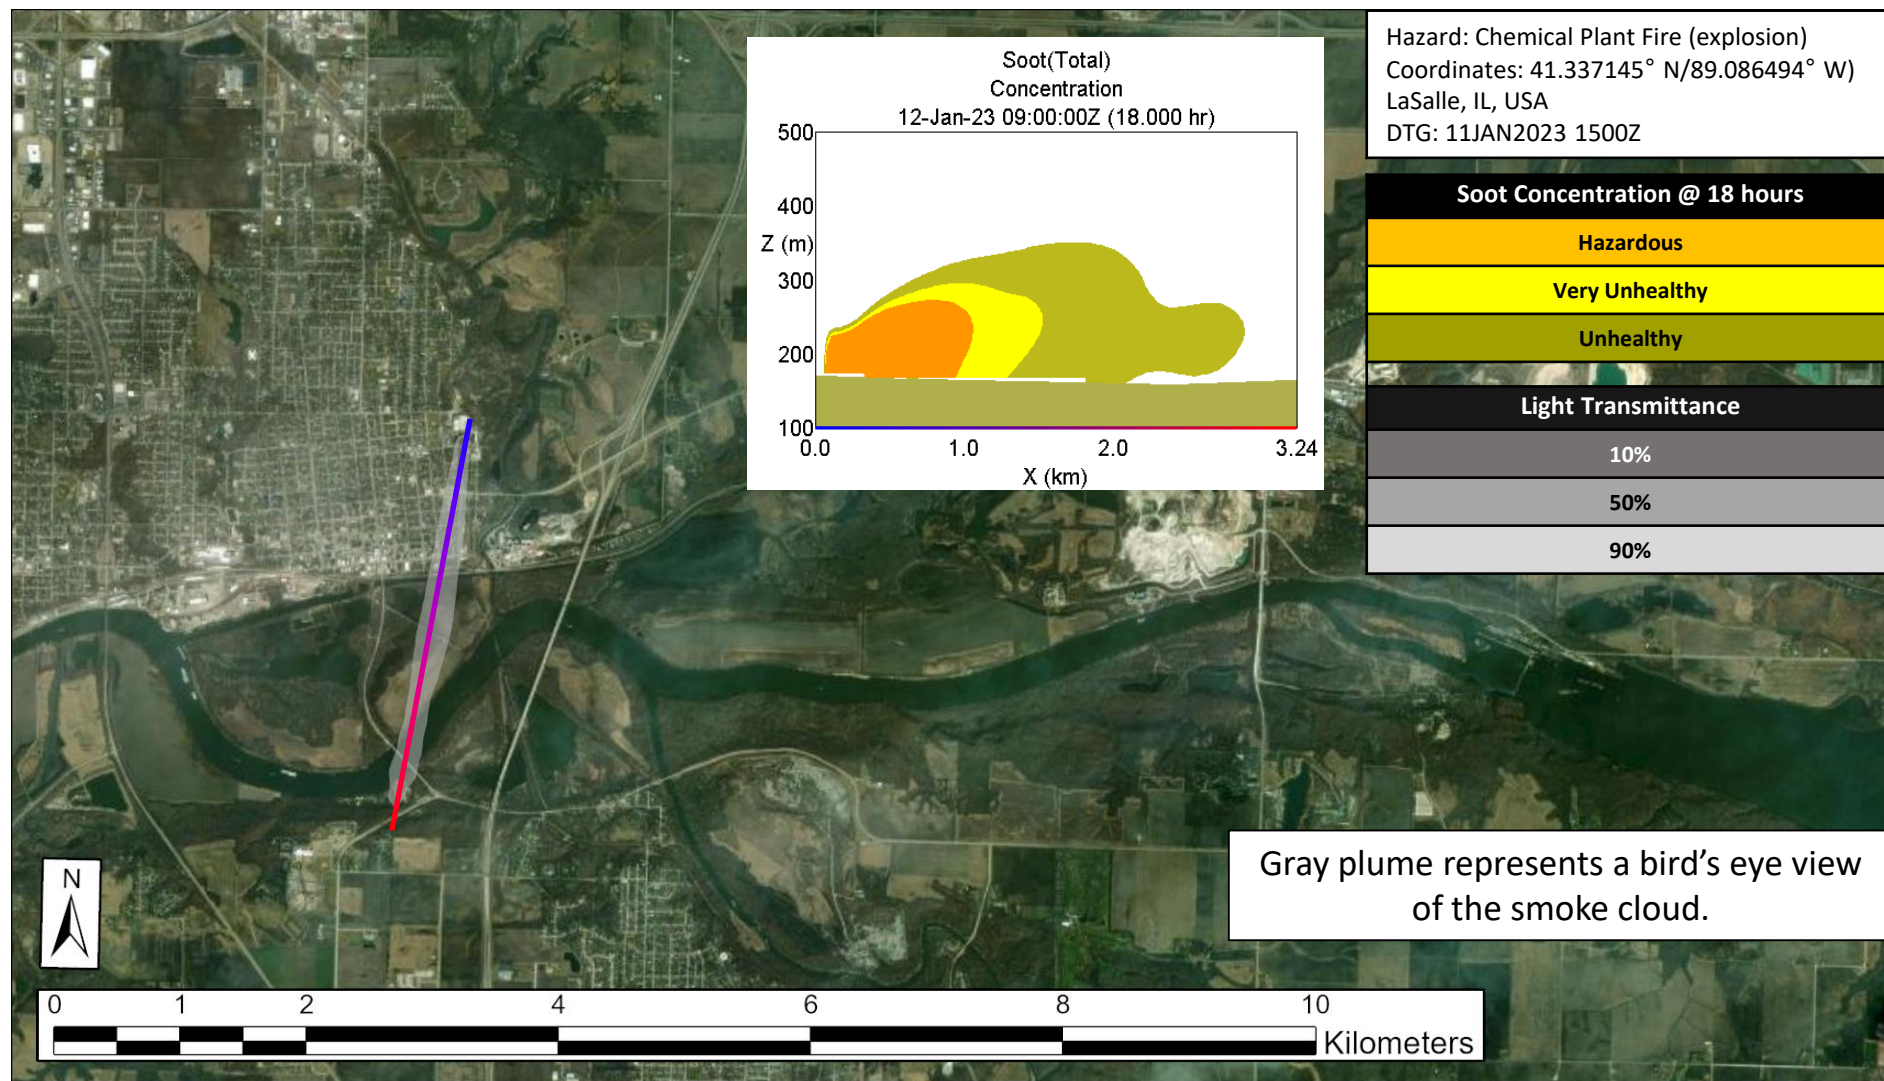 Hazard: Chemical Plant Fire (explosion)
Coordinates: 41.337145° N/89.086494° W)
LaSalle, IL, USA
DTG: 11JAN2023 1500Z
Soot(Total)
Concentration
12-Jan-23 09:00:00Z (18.000 hr)
500
400
Z (m)
300
200
100
0.0 1.0 2.0 3.24
X (km)
Soot Concentration @ 18 hours
Hazardous
Very Unhealthy
Unhealthy
Light Transmittance
10%
50%
90%
Gray plume represents a bird’s eye view
of the smoke cloud.
N
0 1 2 4 6 8 10
Kilometers